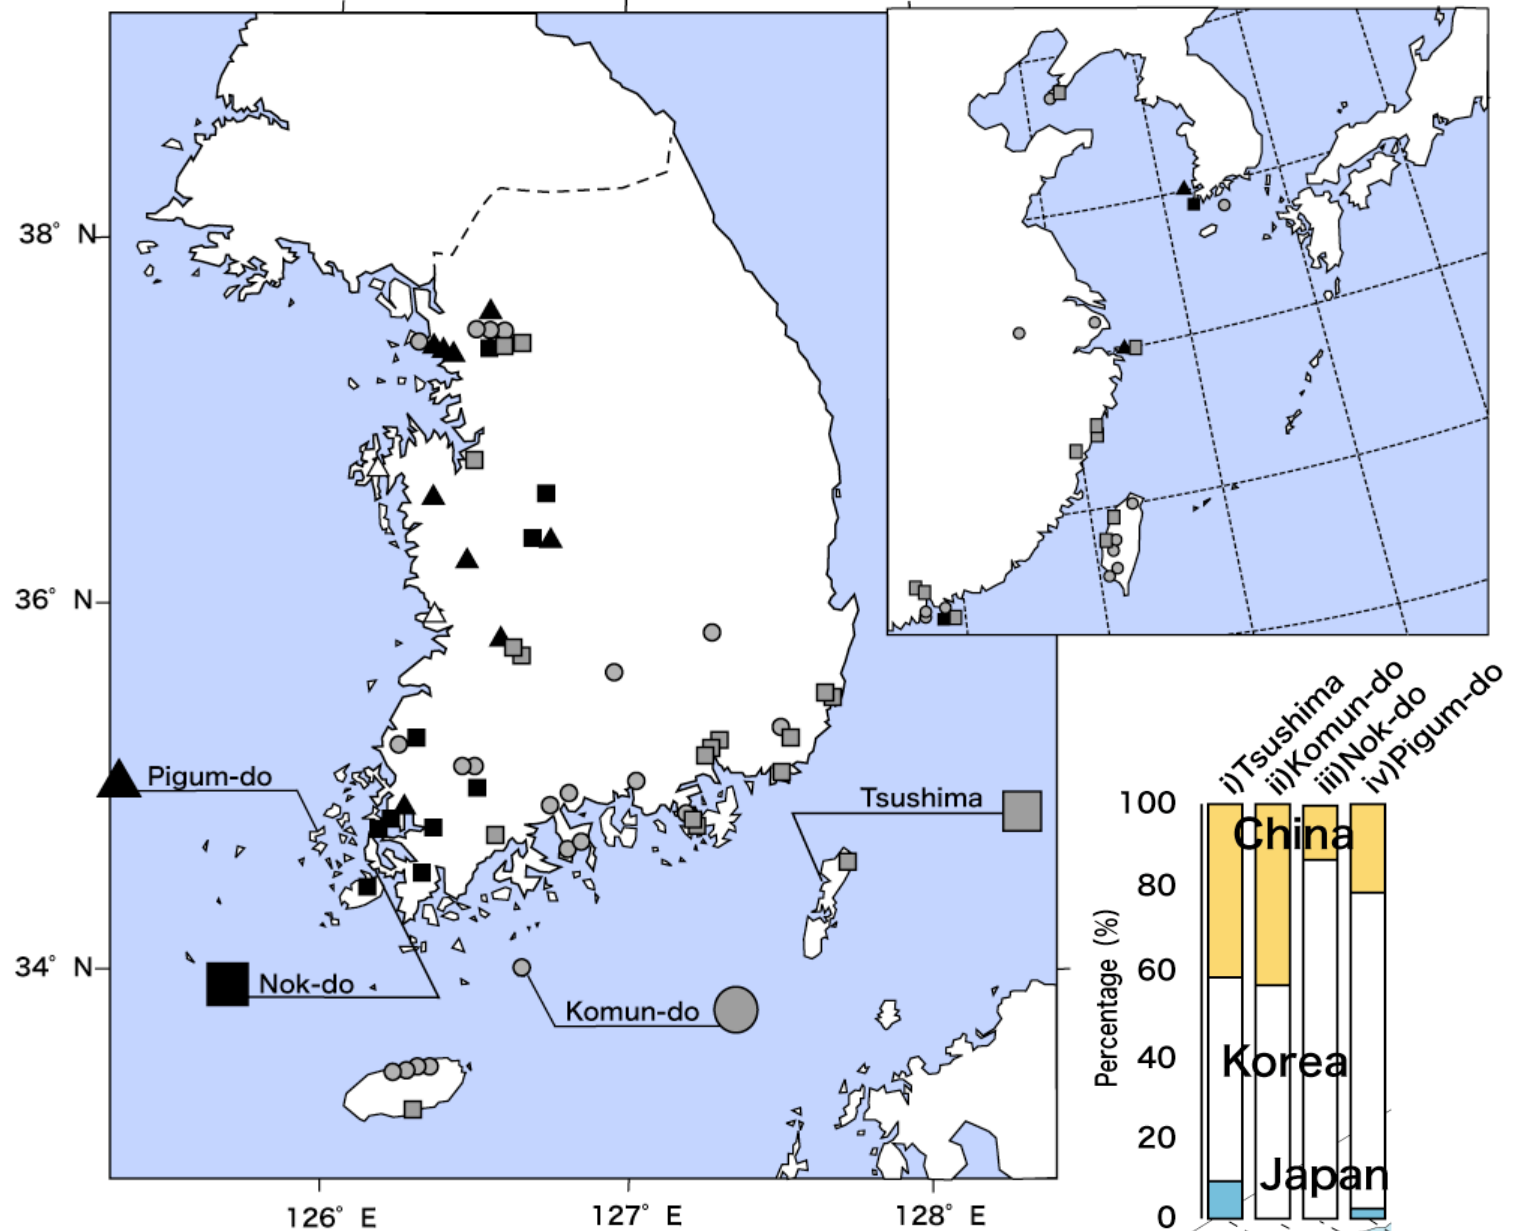 38° N
36° N
34° N
Pigum-do
Nok-do
Komun-do
Tsushima
126° E
127° E
128° E
i)Tsushima
ii)Komun-do
iii)Nok-do
iv)Pigum-do
Percentage (%)
100
80
60
40
20
0
China
Korea
Japan